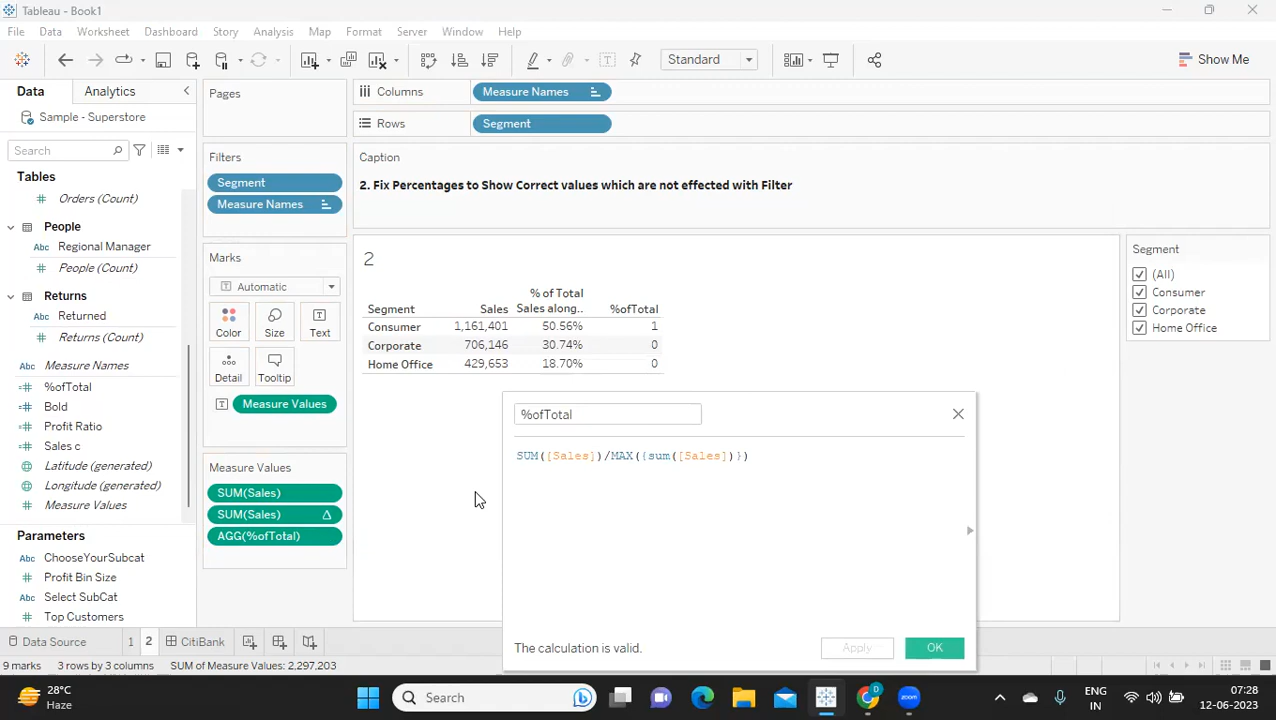 Tableau - Book1
File Data Worksheet Dashboard Story Analysis Map Format Server Window Help
Standard
Show Me
Data Analytics
Sample - Superstore
Search
Tables
Orders (Count)
People
Abc Regional Manager
People (Count)
Returns
Abc Returned
Returns (Count)
Abc Measure Names
%ofTotal
Bold
Profit Ratio
Sales c
Latitude (generated)
Longitude (generated)
Measure Values
Parameters
Abc ChooseYourSubcat
Profit Bin Size
Abc Select SubCat
Top Customers
Pages
Filters
Segment
Measure Names
Marks
Automatic
Color Size Text
Detail Tooltip
Measure Values
Measure Values
SUM(Sales)
SUM(Sales) Δ
AGG(%ofTotal)
Columns Measure Names
Rows Segment
Caption
2. Fix Percentages to Show Correct values which are not effected with Filter
2
% of Total
Segment Sales Sales along.. %ofTotal
Consumer 1,161,401 50.56% 1
Corporate 706,146 30.74% 0
Home Office 429,653 18.70% 0
Segment
(All)
Consumer
Corporate
Home Office
%ofTotal
SUM([Sales])/MAX({sum([Sales])})
The calculation is valid.
Apply OK
Data Source 1 2 CitiBank
9 marks 3 rows by 3 columns SUM of Measure Values: 2,297,203
28°C
Haze
Search
zoom
ENG
IN
07:28
12-06-2023